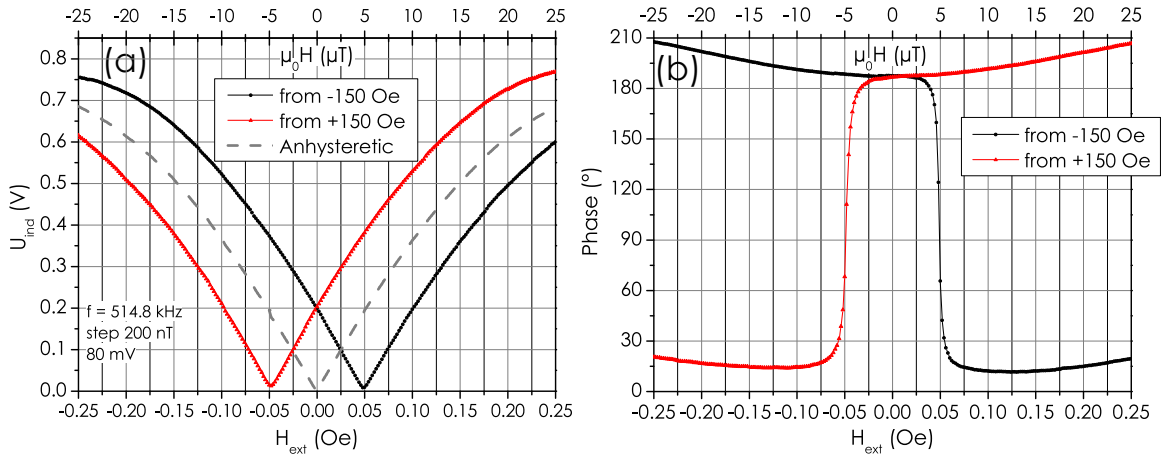 -25 -20 -15 -10 -5 0 5 10 15 20 25
μ₀H (μT)
(a)
from -150 Oe
from +150 Oe
Anhysteretic
0.8
0.7
0.6
0.5
0.4
0.3
0.2
0.1
0.0
U_ind (V)
f = 514.8 kHz
step 200 nT
80 mV
-0.25 -0.20 -0.15 -0.10 -0.05 0.00 0.05 0.10 0.15 0.20 0.25
H_ext (Oe)
-25 -20 -15 -10 -5 0 5 10 15 20 25
μ₀H (μT)
(b)
from -150 Oe
from +150 Oe
210
180
150
120
90
60
30
0
Phase (°)
-0.25 -0.20 -0.15 -0.10 -0.05 0.00 0.05 0.10 0.15 0.20 0.25
H_ext (Oe)